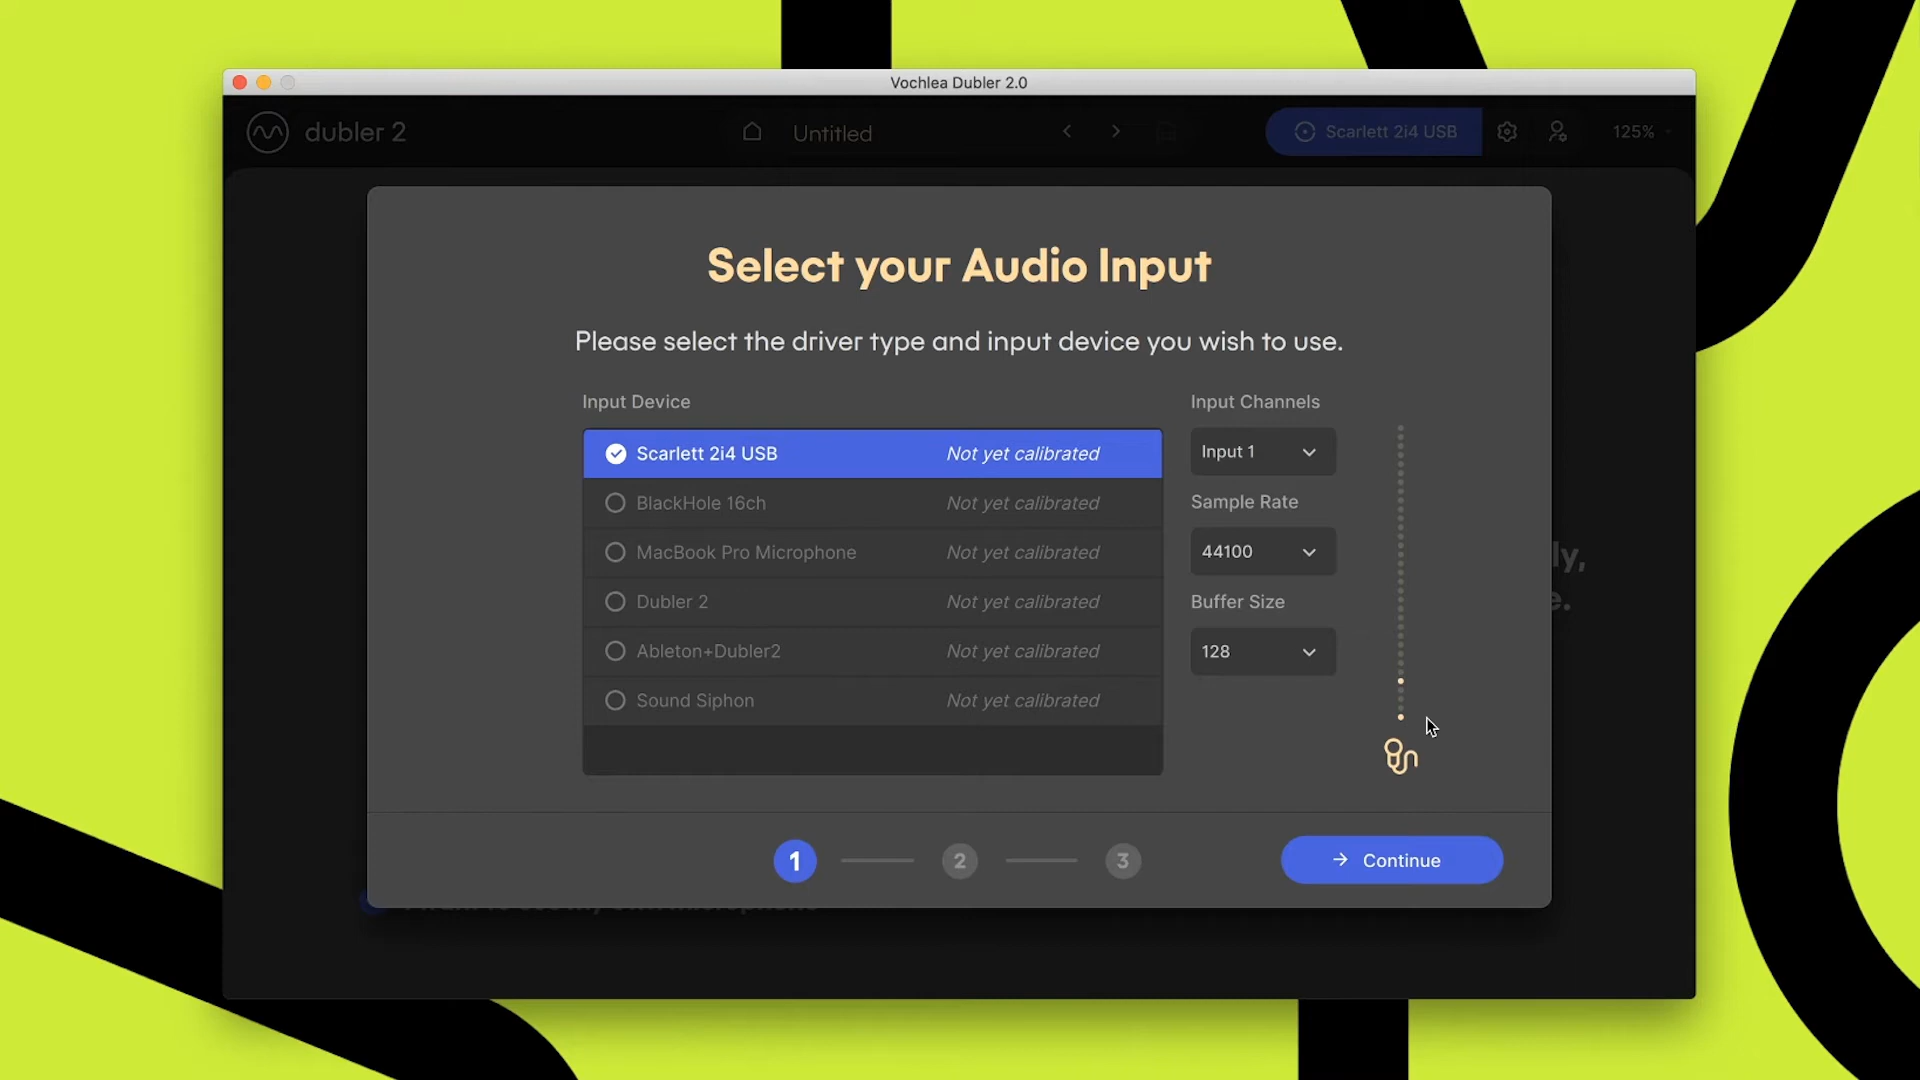 Vochlea Dubler 2.0
dubler 2
Untitled
Scarlett 2i4 USB
125%
Select your Audio Input
Please select the driver type and input device you wish to use.
Input Device
Input Channels
Scarlett 2i4 USB Not yet calibrated
Input 1
BlackHole 16ch Not yet calibrated
Sample Rate
MacBook Pro Microphone Not yet calibrated
44100
Dubler 2 Not yet calibrated
Buffer Size
Ableton+Dubler2 Not yet calibrated
128
Sound Siphon Not yet calibrated
1
2
3
Continue